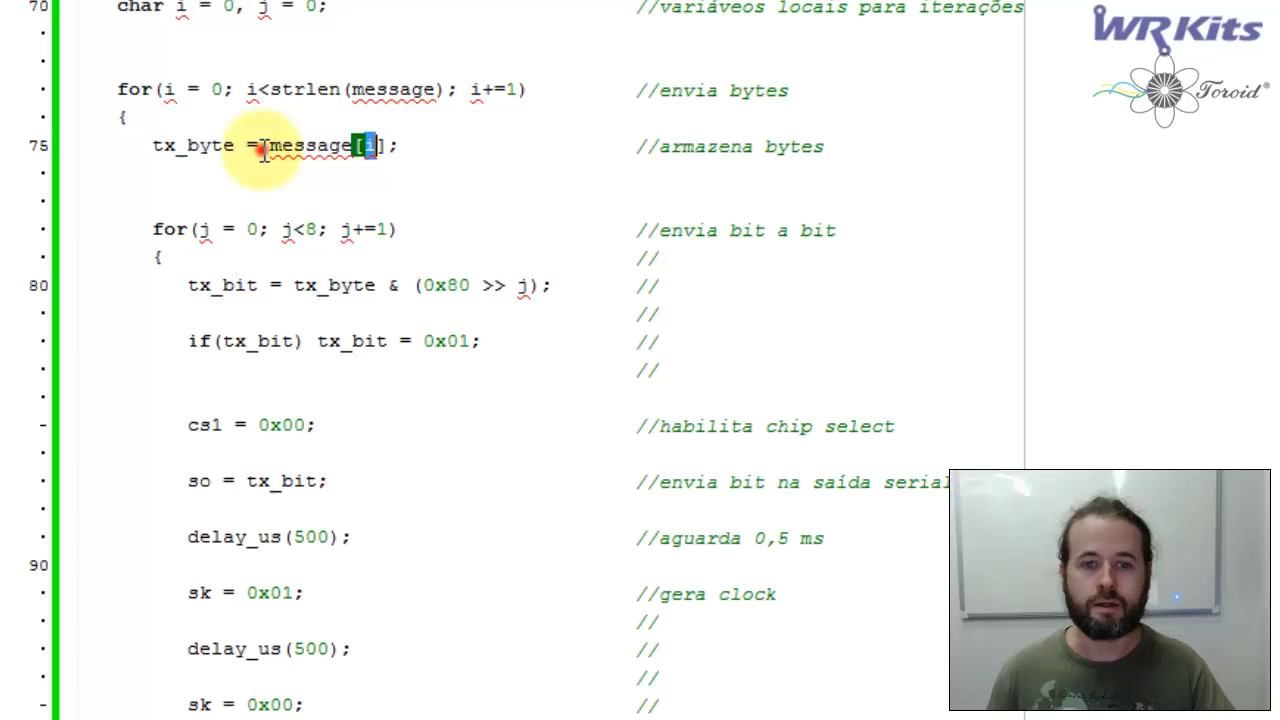 WR Kits
Toroid®
70 char i = 0, j = 0; //variáveos locais para iterações
for(i = 0; i<strlen(message); i+=1) //envia bytes
{
75 tx_byte = message[i]; //armazena bytes
for(j = 0; j<8; j+=1) //envia bit a bit
{ //
80 tx_bit = tx_byte & (0x80 >> j); //
//
if(tx_bit) tx_bit = 0x01; //
//
cs1 = 0x00; //habilita chip select
so = tx_bit; //envia bit na saída serial
delay_us(500); //aguarda 0,5 ms
90
sk = 0x01; //gera clock
//
delay_us(500); //
//
sk = 0x00; //